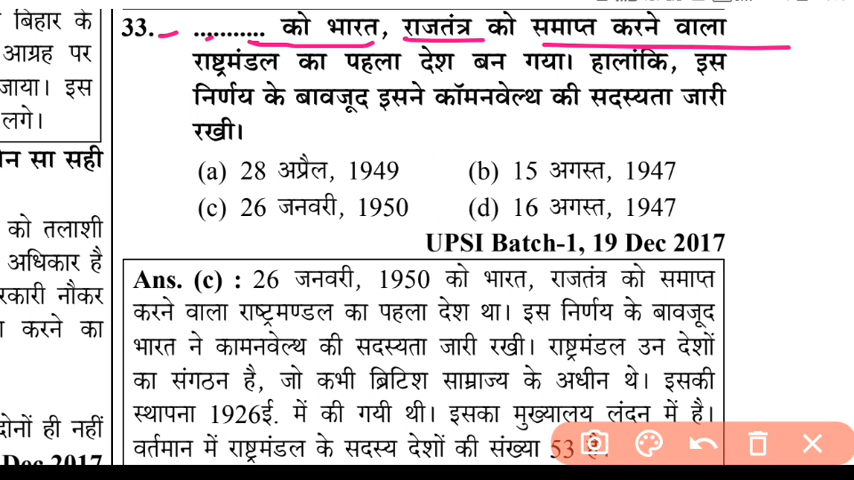 बिहार के
आग्रह पर
जाया। इस
लगे।
न सा सही
को तलाशी
अधिकार है
रकारी नौकर
करने का
दोनों ही नहीं
Dec 2017
33. ............ को भारत, राजतंत्र को समाप्त करने वाला
राष्ट्रमंडल का पहला देश बन गया। हालांकि, इस
निर्णय के बावजूद इसने कॉमनवेल्थ की सदस्यता जारी
रखी।
(a) 28 अप्रैल, 1949 (b) 15 अगस्त, 1947
(c) 26 जनवरी, 1950 (d) 16 अगस्त, 1947
UPSI Batch-1, 19 Dec 2017
Ans. (c) : 26 जनवरी, 1950 को भारत, राजतंत्र को समाप्त
करने वाला राष्ट्रमण्डल का पहला देश था। इस निर्णय के बावजूद
भारत ने कामनवेल्थ की सदस्यता जारी रखी। राष्ट्रमंडल उन देशों
का संगठन है, जो कभी ब्रिटिश साम्राज्य के अधीन थे। इसकी
स्थापना 1926ई. में की गयी थी। इसका मुख्यालय लंदन में है।
वर्तमान में राष्ट्रमंडल के सदस्य देशों की संख्या 53 है।